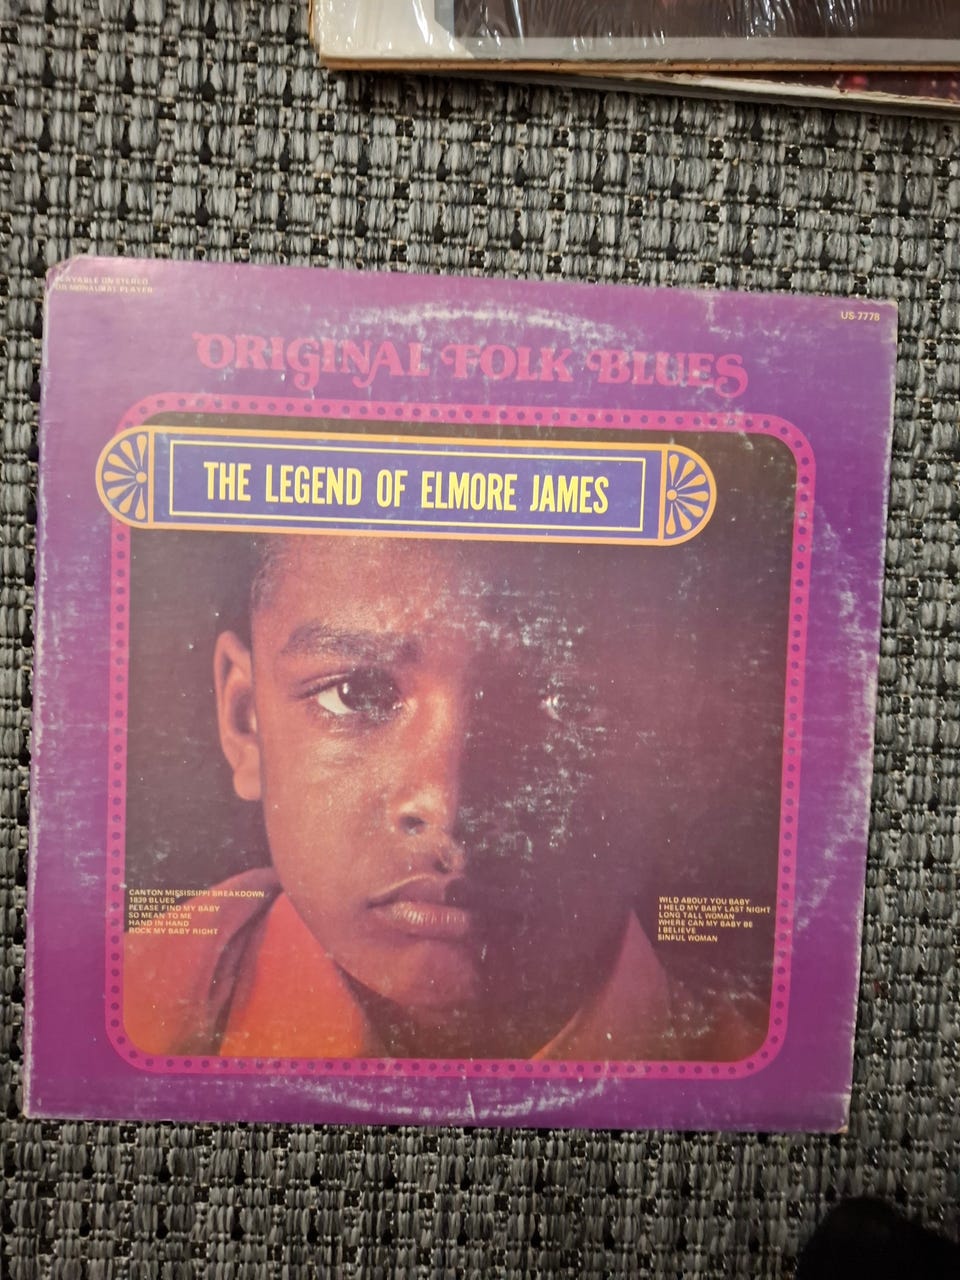 PLAYABLE ON STEREO
OR MONAURAL PLAYER
US-7778
ORIGINAL FOLK BLUES
THE LEGEND OF ELMORE JAMES
CANTON MISSISSIPPI BREAKDOWN
1839 BLUES
PLEASE FIND MY BABY
SO MEAN TO ME
HAND IN HAND
ROCK MY BABY RIGHT
WILD ABOUT YOU BABY
I HELD MY BABY LAST NIGHT
LONG TALL WOMAN
WHERE CAN MY BABY BE
I BELIEVE
SINFUL WOMAN